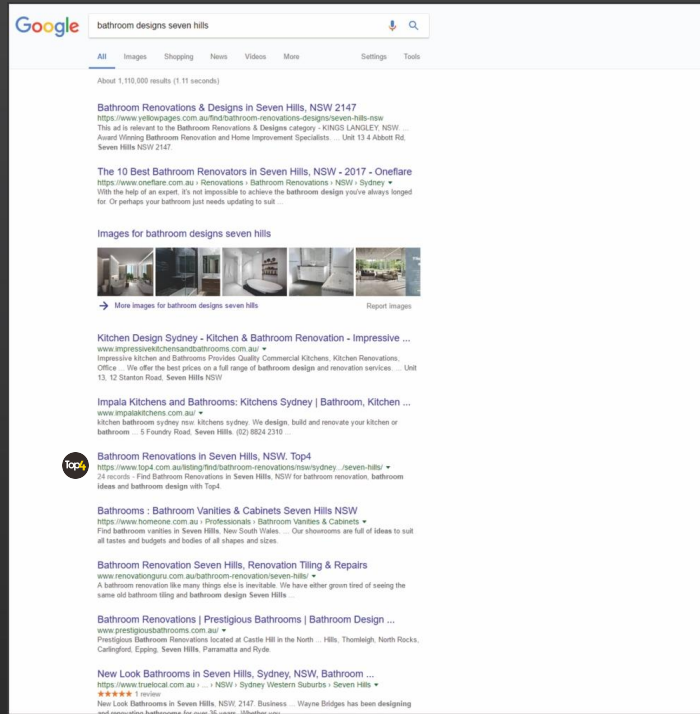 Google
bathroom designs seven hills
All Images Shopping News Videos More Settings Tools
About 1,110,000 results (1.11 seconds)
Bathroom Renovations & Designs in Seven Hills, NSW 2147
https://www.yellowpages.com.au/find/bathroom-renovations-designs/seven-hills-nsw
This ad is relevant to the Bathroom Renovations & Designs category - KINGS LANGLEY, NSW. ...
Award Winning Bathroom Renovation and Home Improvement Specialists. ... Unit 13 4 Abbott Rd,
Seven Hills NSW 2147.
The 10 Best Bathroom Renovators in Seven Hills, NSW - 2017 - Oneflare
https://www.oneflare.com.au › Renovations › Bathroom Renovations › NSW › Sydney
With the help of an expert, it's not impossible to achieve the bathroom design you've always longed
for. Or perhaps your bathroom just needs updating to suit ...
Images for bathroom designs seven hills
More images for bathroom designs seven hills Report images
Kitchen Design Sydney - Kitchen & Bathroom Renovation - Impressive ...
www.impressivekitchensandbathrooms.com.au/
Impressive kitchen and Bathrooms Provides Quality Commercial Kitchens, Kitchen Renovations,
Office ... We offer the best prices on a full range of bathroom design and renovation services. ... Unit
13, 12 Stanton Road, Seven Hills NSW
Impala Kitchens and Bathrooms: Kitchens Sydney | Bathroom, Kitchen ...
www.impalakitchens.com.au/
kitchen bathroom sydney nsw. kitchens sydney. We design, build and renovate your kitchen or
bathroom ... 5 Foundry Road, Seven Hills. (02) 8824 2310 ...
Top4
Bathroom Renovations in Seven Hills, NSW. Top4
https://www.top4.com.au/listing/find/bathroom-renovations/nsw/sydney.../seven-hills/
24 records - Find Bathroom Renovations in Seven Hills, NSW for bathroom renovation, bathroom
ideas and bathroom design with Top4.
Bathrooms : Bathroom Vanities & Cabinets Seven Hills NSW
https://www.homeone.com.au › Professionals › Bathroom Vanities & Cabinets
Find bathroom vanities in Seven Hills, New South Wales. ... Our showrooms are full of ideas to suit
all tastes and budgets and bodies of all shapes and sizes.
Bathroom Renovation Seven Hills, Renovation Tiling & Repairs
www.renovationguru.com.au/bathroom-renovation/seven-hills/
A bathroom renovation like many things else is inevitable. We have either grown tired of seeing the
same old bathroom tiling and bathroom design Seven Hills ...
Bathroom Renovations | Prestigious Bathrooms | Bathroom Design ...
www.prestigiousbathrooms.com.au/
Prestigious Bathroom Renovations located at Castle Hill in the North ... Hills, Thornleigh, North Rocks,
Carlingford, Epping, Seven Hills, Parramatta and Ryde.
New Look Bathrooms in Seven Hills, Sydney, NSW, Bathroom ...
https://www.truelocal.com.au › ... › NSW › Sydney Western Suburbs › Seven Hills
1 review
New Look Bathrooms in Seven Hills, NSW, 2147. Business ... Wayne Bridges has been designing
and renovating bathrooms for over 35 years. Whether you